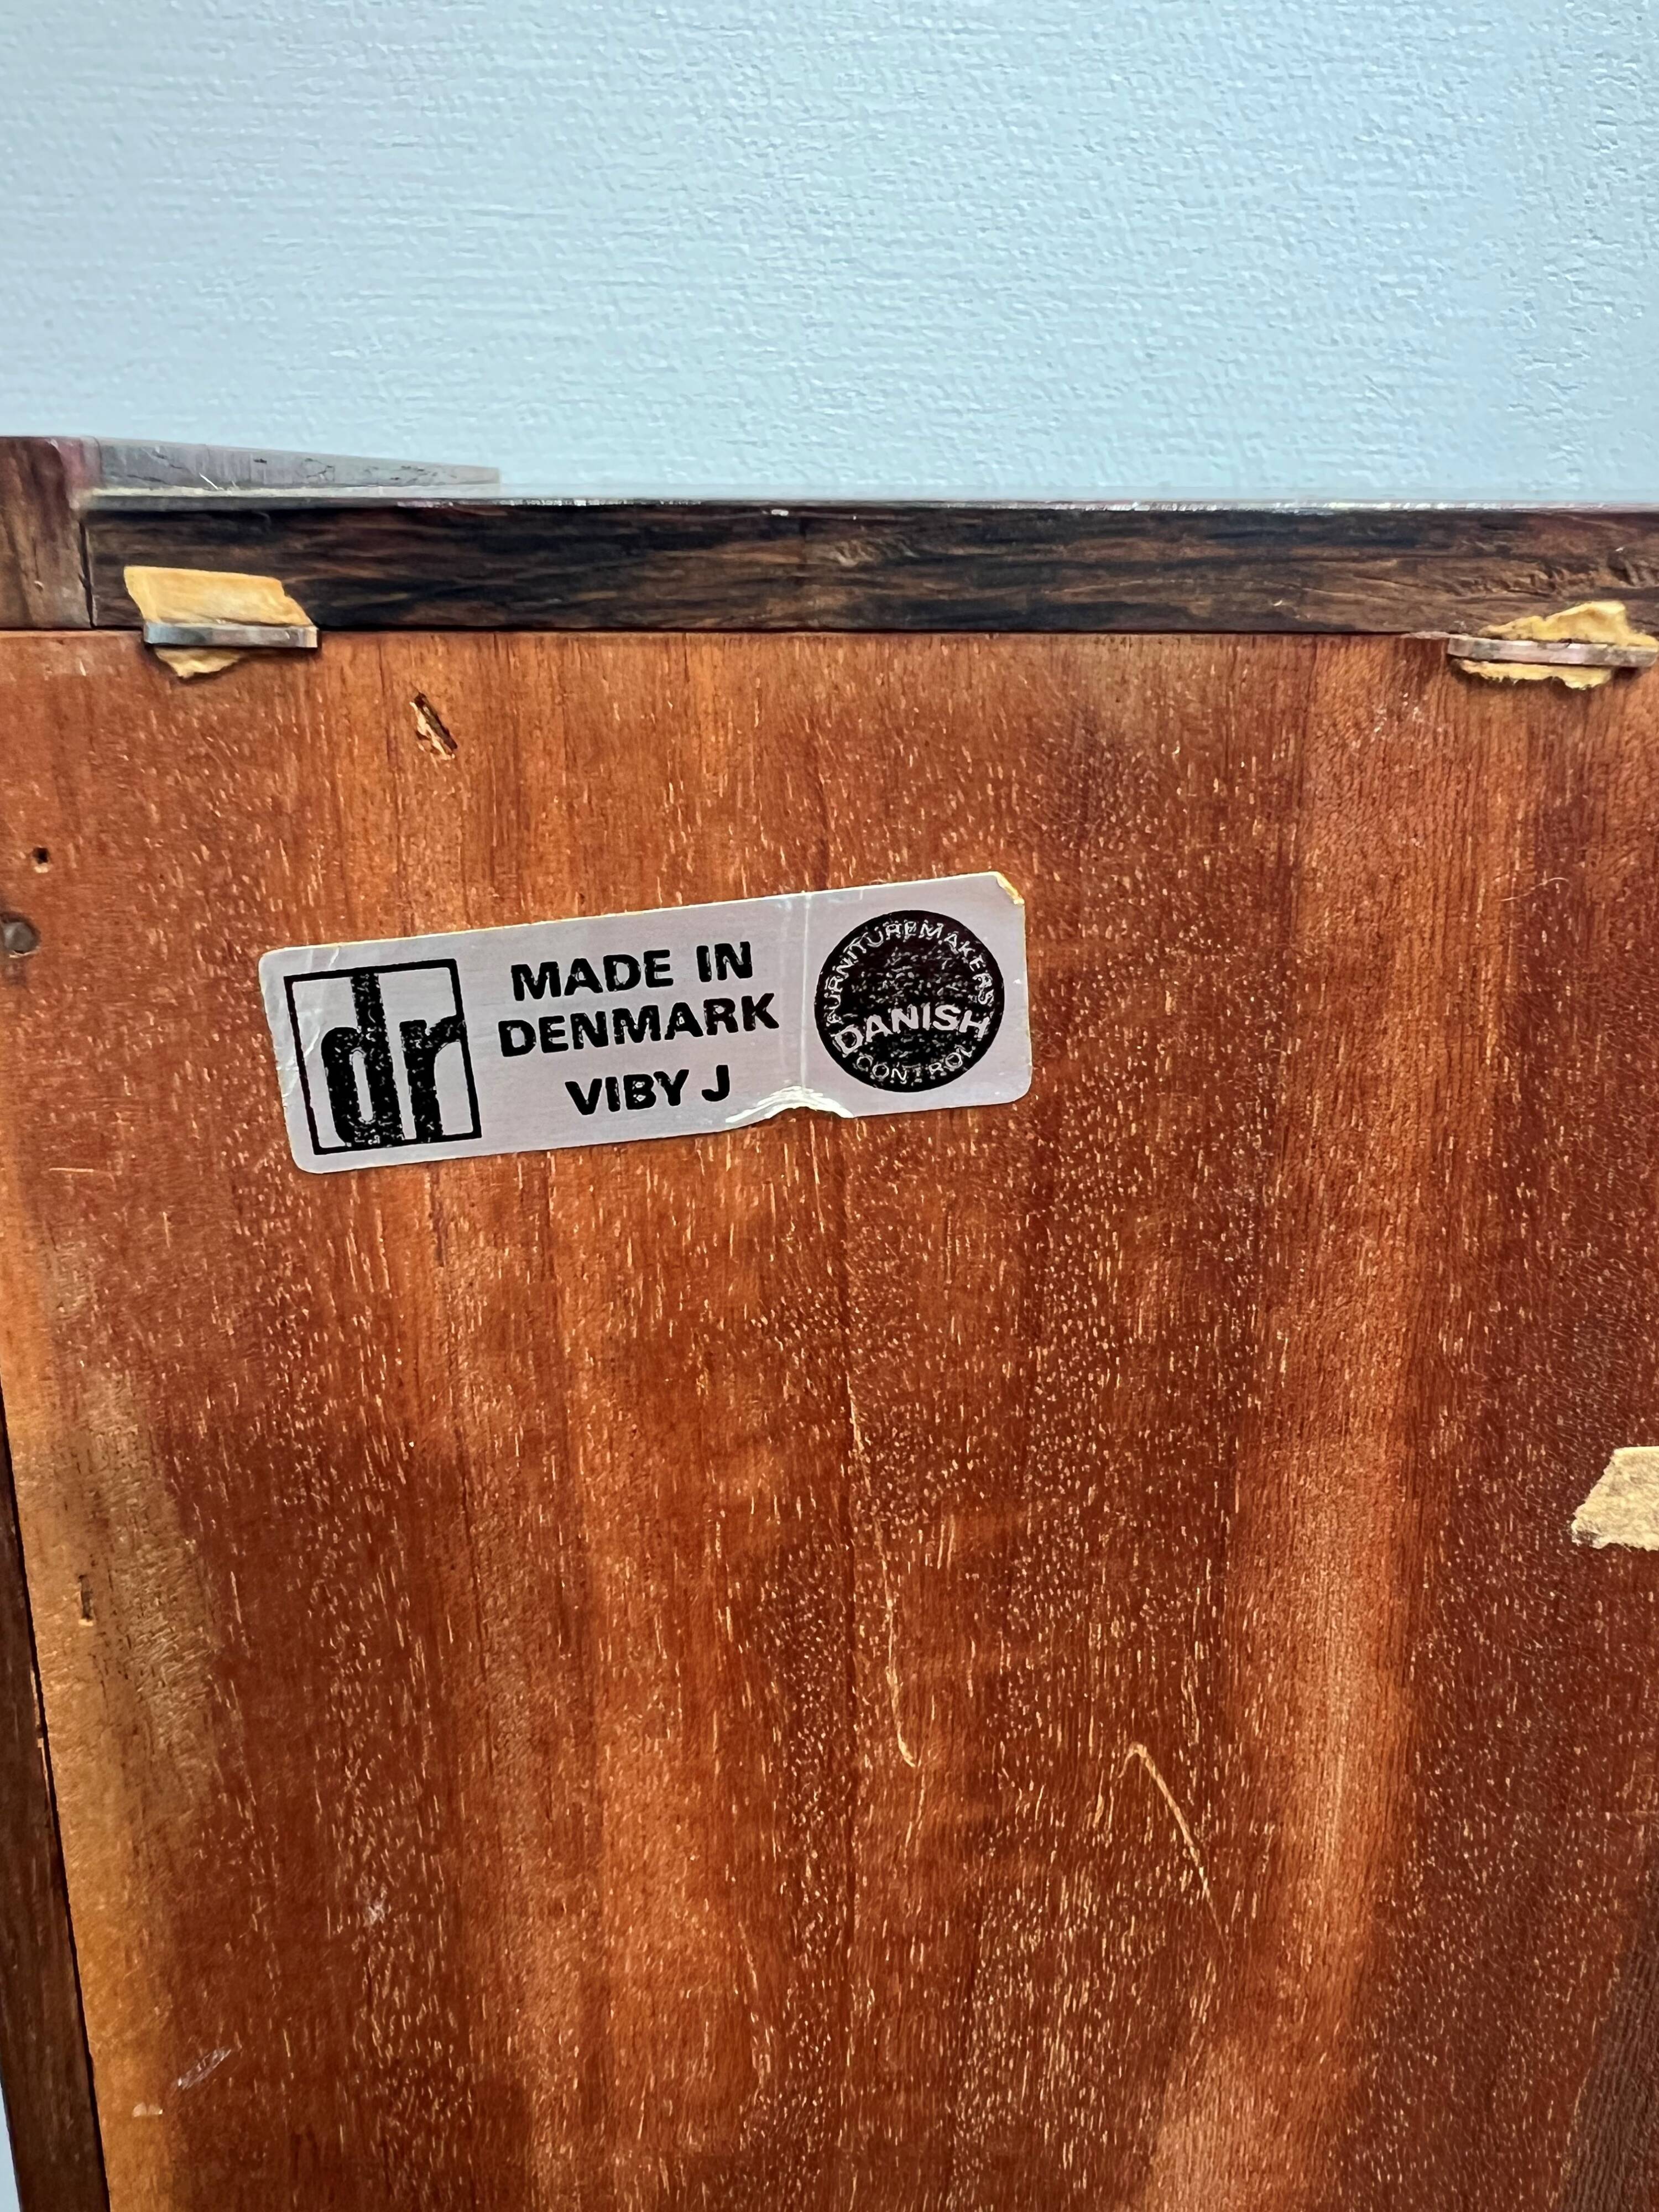 dr
MADE IN
DENMARK
VIBY J
FURNITUREMAKERS
DANISH
CONTROL